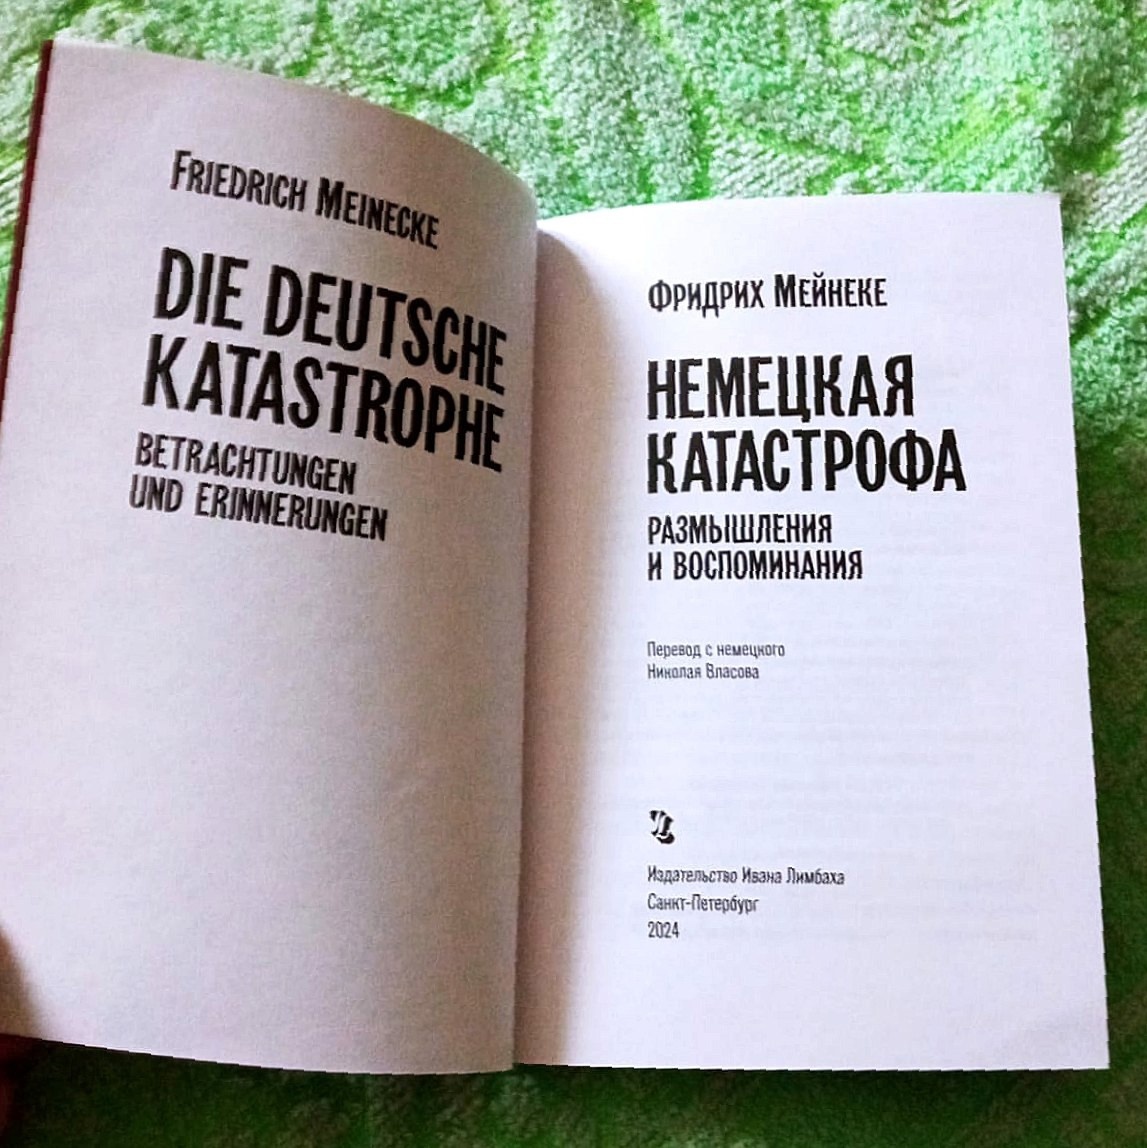 FRIEDRICH MEINECKE
DIE DEUTSCHE
KATASTROPHE
BETRACHTUNGEN
UND ERINNERUNGEN
ФРИДРИХ МЕЙНЕКЕ
НЕМЕЦКАЯ
КАТАСТРОФА
РАЗМЫШЛЕНИЯ
И ВОСПОМИНАНИЯ
Перевод с немецкого
Николая Власова
Издательство Ивана Лимбаха
Санкт-Петербург
2024